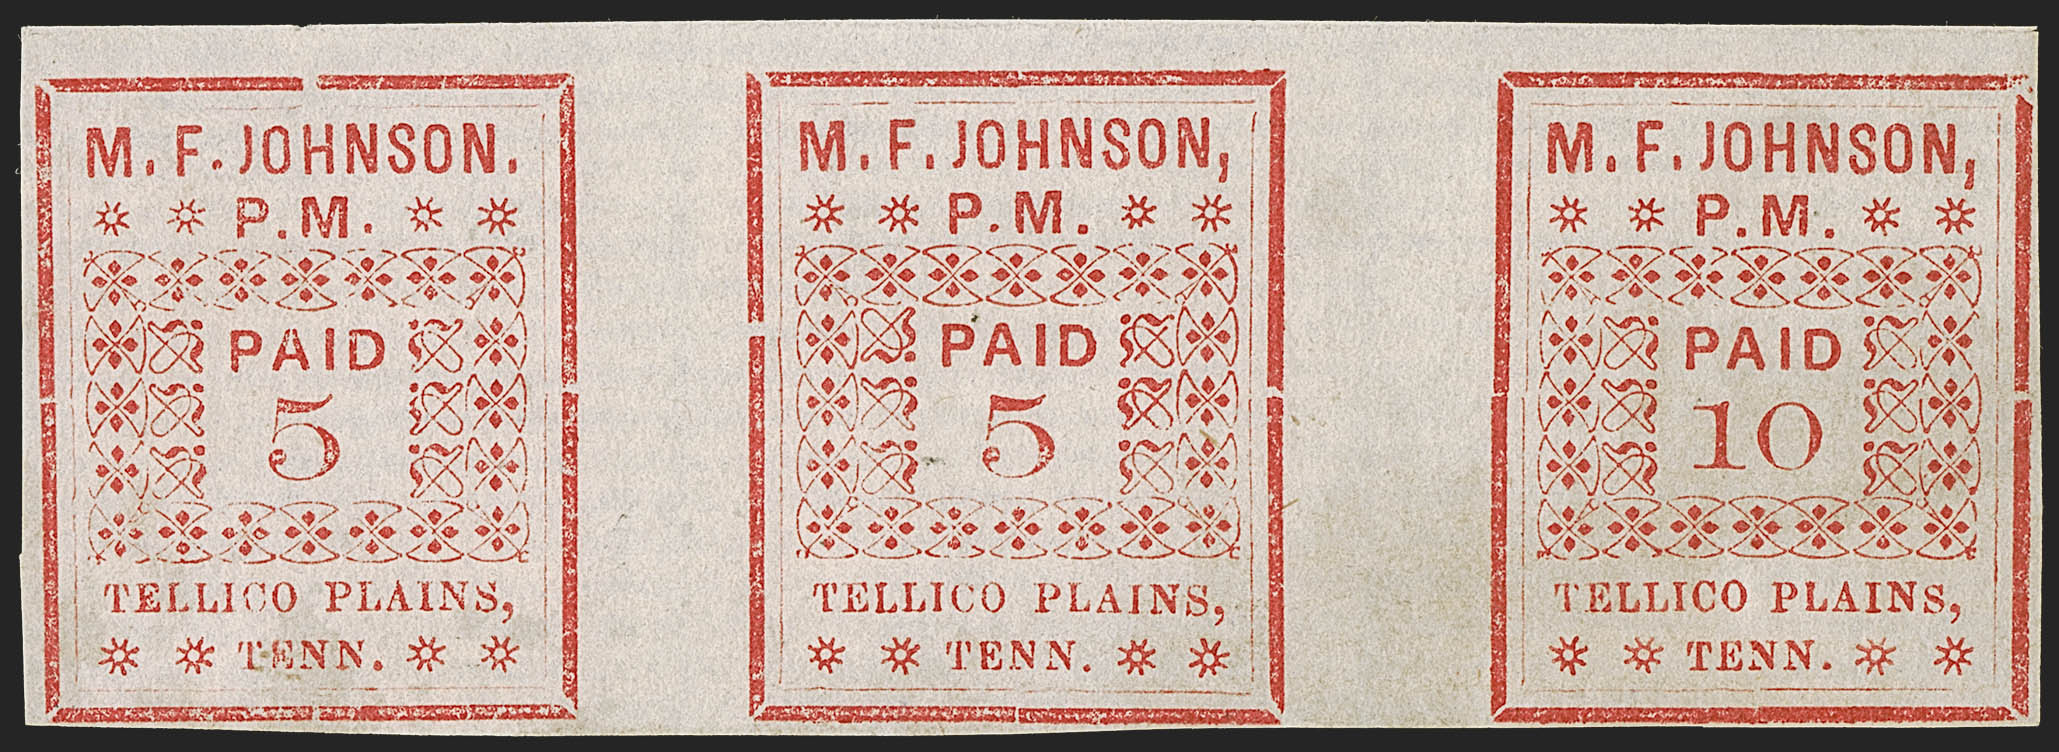 M. F. JOHNSON.
P.M.
PAID
5
TELLICO PLAINS,
TENN.
M. F. JOHNSON,
P.M.
PAID
5
TELLICO PLAINS,
TENN.
M. F. JOHNSON,
P.M.
PAID
10
TELLICO PLAINS,
TENN.